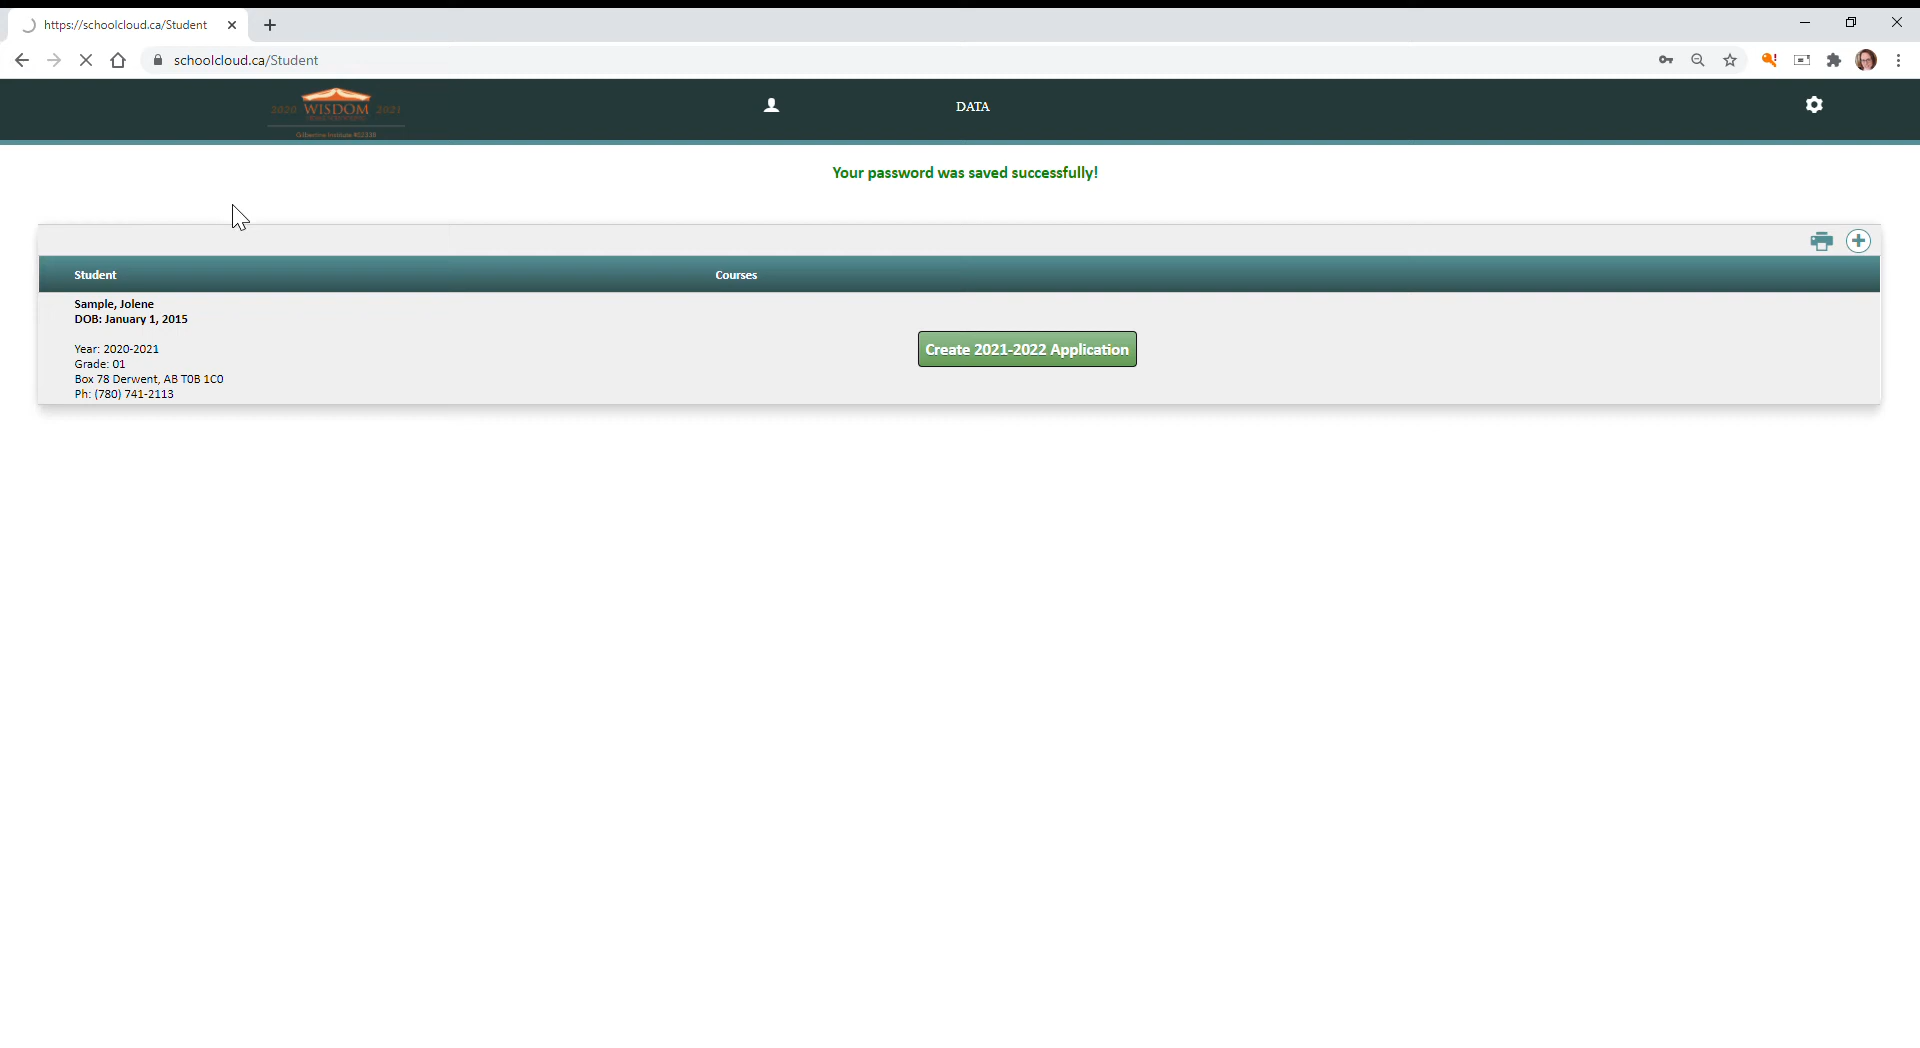 https://schoolcloud.ca/Student
schoolcloud.ca/Student
2020 WISDOM 2021
Gilbertine Institute
DATA
Your password was saved successfully!
Student Courses
Sample, Jolene
DOB: January 1, 2015
Year: 2020-2021
Grade: 01
Box 78 Derwent, AB T0B 1C0
Ph: (780) 741-2113
Create 2021-2022 Application